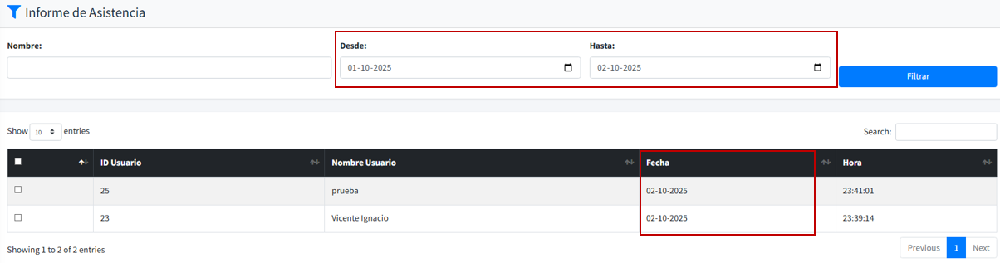 Informe de Asistencia
Nombre: Desde: Hasta:
01-10-2025 02-10-2025
Filtrar
Show 10 entries Search:
ID Usuario Nombre Usuario Fecha Hora
25 prueba 02-10-2025 23:41:01
23 Vicente Ignacio 02-10-2025 23:39:14
Showing 1 to 2 of 2 entries
Previous 1 Next